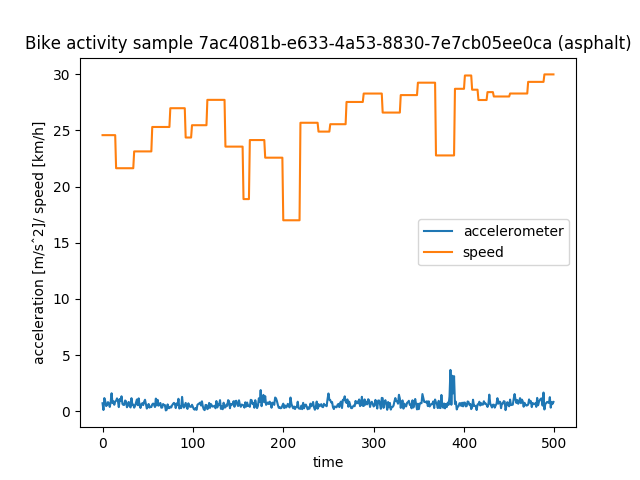 Bike activity sample 7ac4081b-e633-4a53-8830-7e7cb05ee0ca (asphalt)
acceleration [m/s^2]/ speed [km/h]
30
25
20
15
10
5
0
accelerometer
speed
0 100 200 300 400 500
time